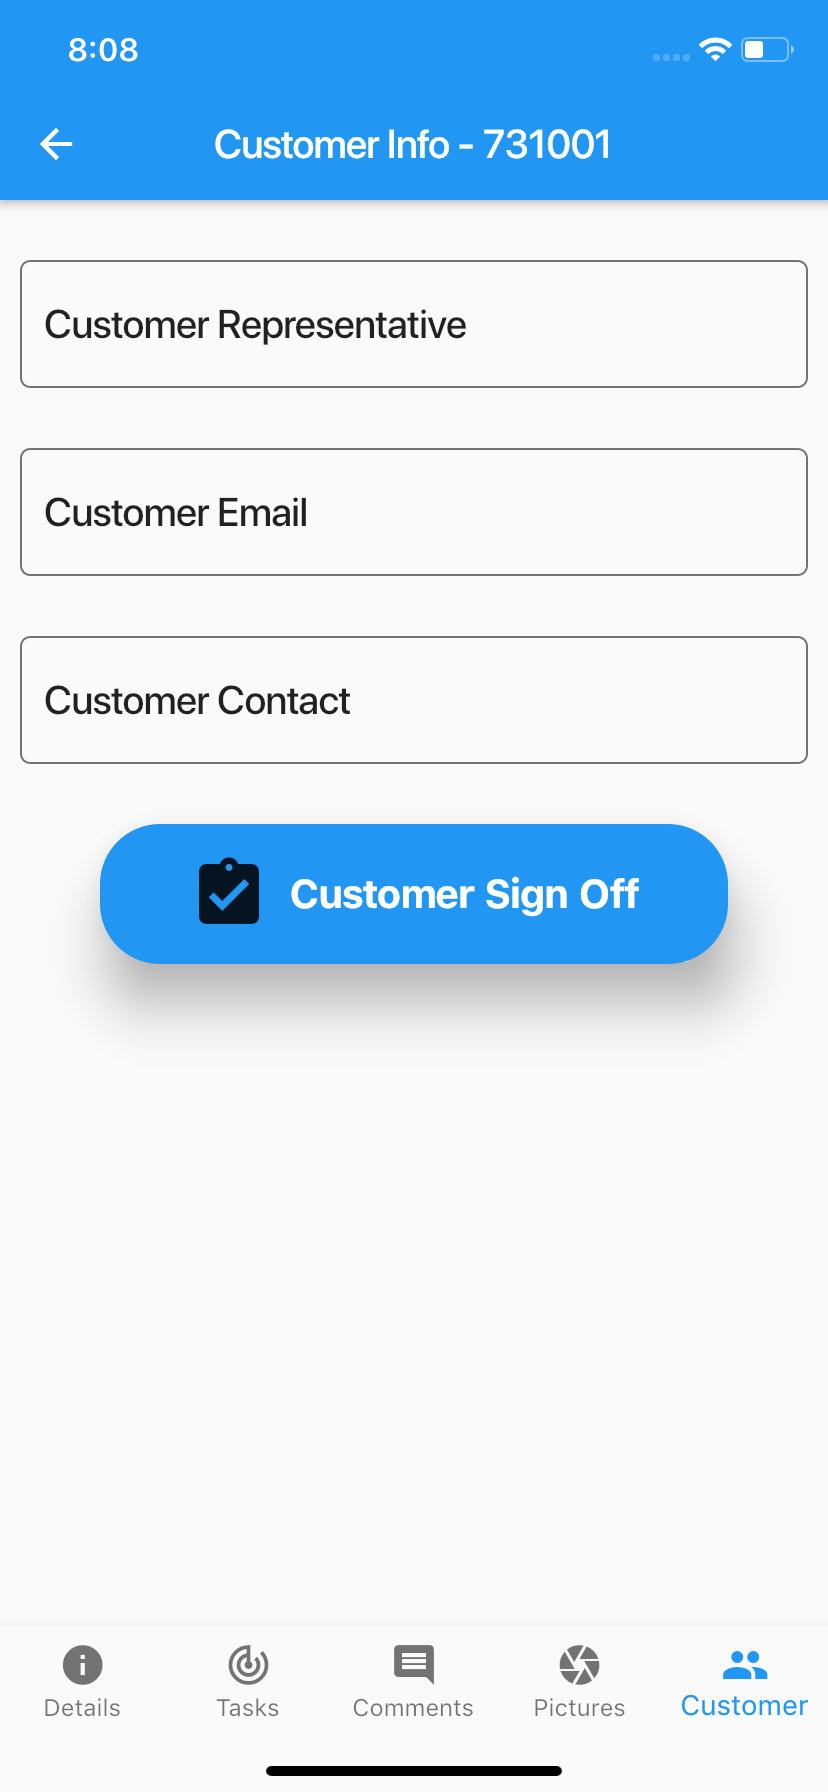 8:08
Customer Info - 731001
Customer Representative
Customer Email
Customer Contact
Customer Sign Off
Details Tasks Comments Pictures Customer